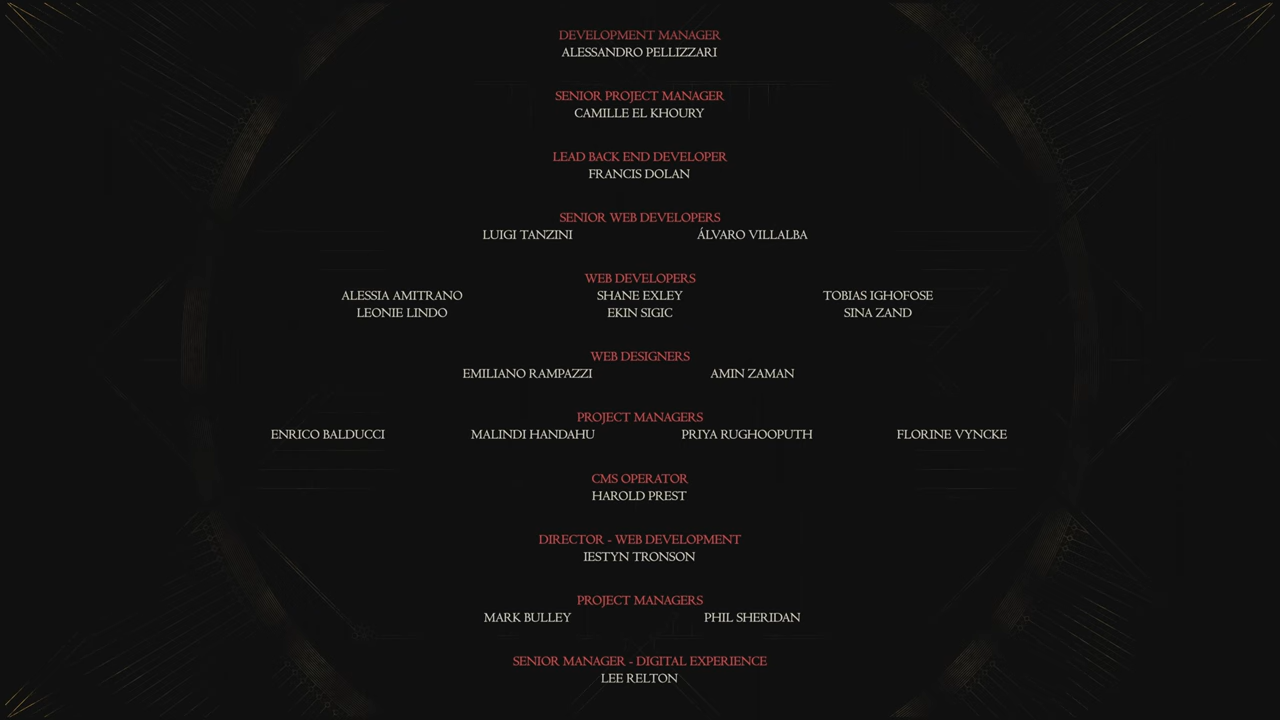 DEVELOPMENT MANAGER
ALESSANDRO PELLIZZARI
SENIOR PROJECT MANAGER
CAMILLE EL KHOURY
LEAD BACK END DEVELOPER
FRANCIS DOLAN
SENIOR WEB DEVELOPERS
LUIGI TANZINI ÁLVARO VILLALBA
WEB DEVELOPERS
ALESSIA AMITRANO SHANE EXLEY TOBIAS IGHOFOSE
LEONIE LINDO EKIN SIGIC SINA ZAND
WEB DESIGNERS
EMILIANO RAMPAZZI AMIN ZAMAN
PROJECT MANAGERS
ENRICO BALDUCCI MALINDI HANDAHU PRIYA RUGHOOPUTH FLORINE VYNCKE
CMS OPERATOR
HAROLD PREST
DIRECTOR - WEB DEVELOPMENT
IESTYN TRONSON
PROJECT MANAGERS
MARK BULLEY PHIL SHERIDAN
SENIOR MANAGER - DIGITAL EXPERIENCE
LEE RELTON